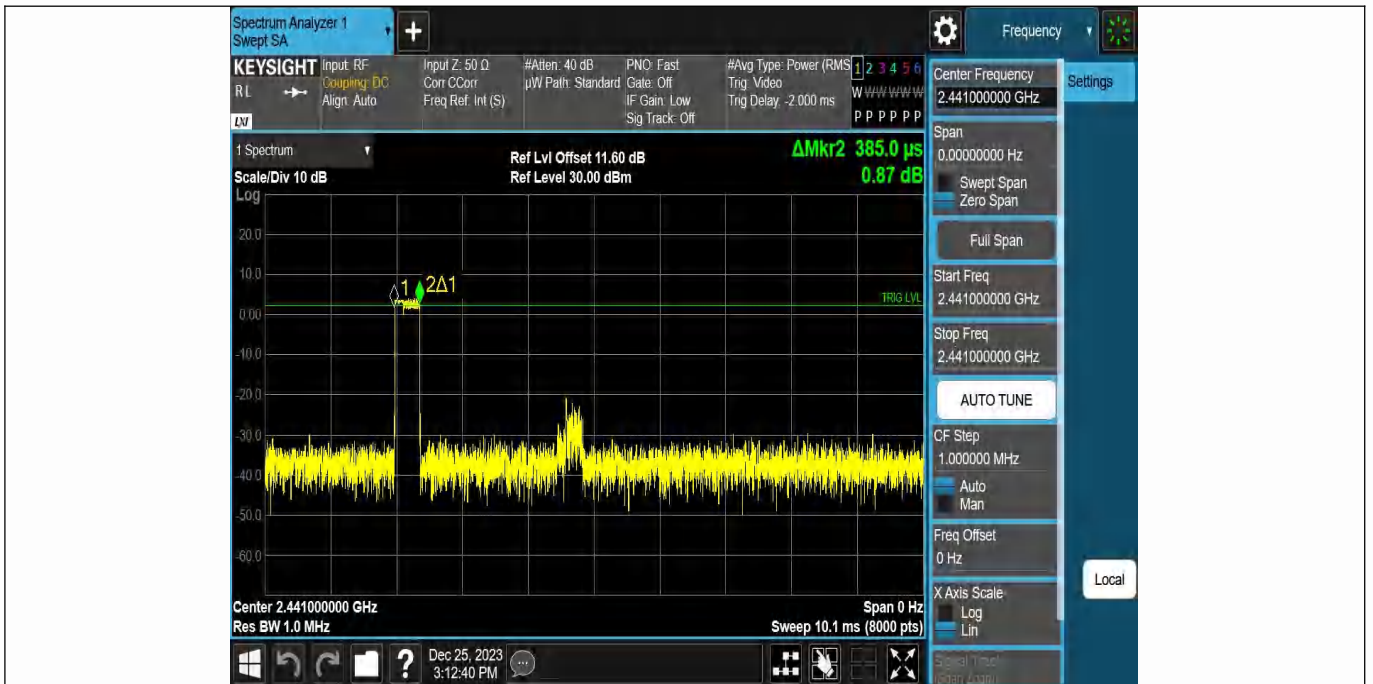 Spectrum Analyzer 1
Swept SA
+
Frequency
KEYSIGHT
RL
LXI
Input: RF
Coupling: DC
Align: Auto
Input Z: 50 Ω
Corr CCorr
Freq Ref: Int (S)
#Atten: 40 dB
µW Path: Standard
PNO: Fast
Gate: Off
IF Gain: Low
Sig Track: Off
#Avg Type: Power (RMS
Trig: Video
Trig Delay: -2.000 ms
1 2 3 4 5 6
W W W W W W
P P P P P P
1 Spectrum
Scale/Div 10 dB
Log
Ref Lvl Offset 11.60 dB
Ref Level 30.00 dBm
ΔMkr2 385.0 µs
0.87 dB
20.0
10.0
0.00
-10.0
-20.0
-30.0
-40.0
-50.0
-60.0
1
2Δ1
TRIG LVL
Center 2.441000000 GHz
Res BW 1.0 MHz
Span 0 Hz
Sweep 10.1 ms (8000 pts)
Center Frequency
2.441000000 GHz
Settings
Span
0.00000000 Hz
Swept Span
Zero Span
Full Span
Start Freq
2.441000000 GHz
Stop Freq
2.441000000 GHz
AUTO TUNE
CF Step
1.000000 MHz
Auto
Man
Freq Offset
0 Hz
X Axis Scale
Log
Lin
Local
Signal Track
(Span Zoom)
?
Dec 25, 2023
3:12:40 PM